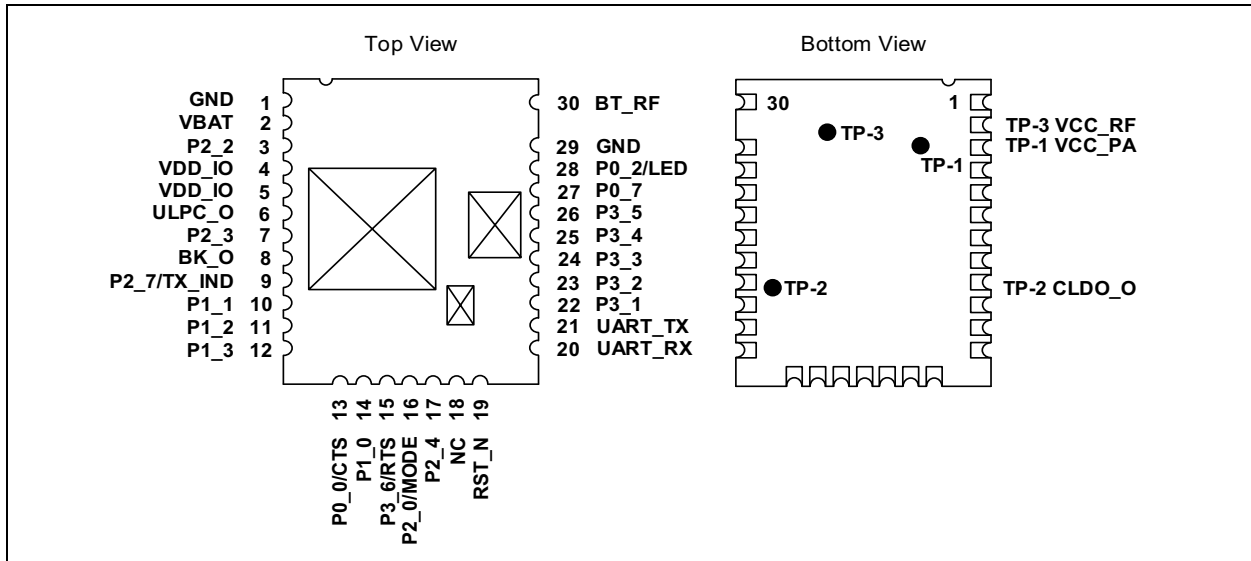 Top View
GND 1
VBAT 2
P2_2 3
VDD_IO 4
VDD_IO 5
ULPC_O 6
P2_3 7
BK_O 8
P2_7/TX_IND 9
P1_1 10
P1_2 11
P1_3 12
30 BT_RF
29 GND
28 P0_2/LED
27 P0_7
26 P3_5
25 P3_4
24 P3_3
23 P3_2
22 P3_1
21 UART_TX
20 UART_RX
13 P0_0/CTS
14 P1_0
15 P3_6/RTS
16 P2_0/MODE
17 P2_4
18 NC
19 RST_N
Bottom View
30 1
TP-3
TP-1
TP-2
TP-3 VCC_RF
TP-1 VCC_PA
TP-2 CLDO_O